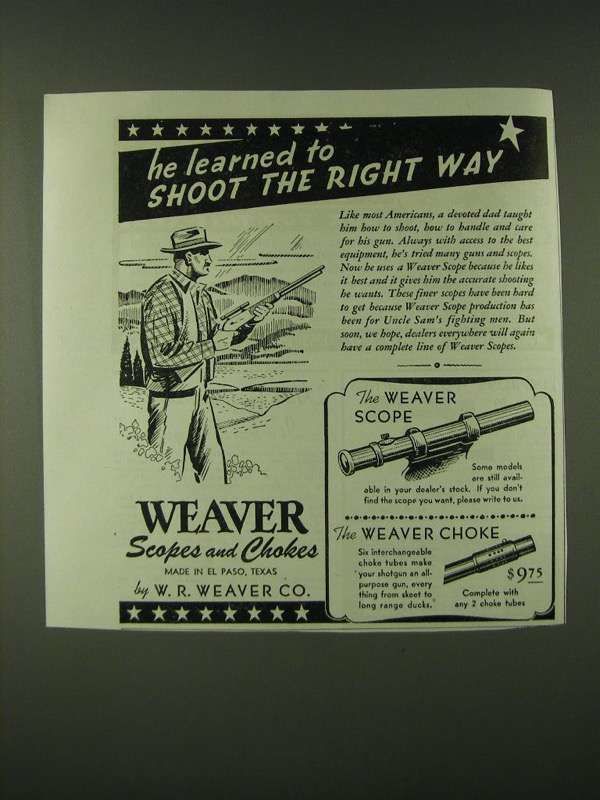 he learned to
SHOOT THE RIGHT WAY
Like most Americans, a devoted dad taught
him how to shoot, how to handle and care
for his gun. Always with access to the best
equipment, he's tried many guns and scopes.
Now he uses a Weaver Scope because he likes
it best and it gives him the accurate shooting
he wants. These finer scopes have been hard
to get because Weaver Scope production has
been for Uncle Sam's fighting men. But
soon, we hope, dealers everywhere will again
have a complete line of Weaver Scopes.
The WEAVER
SCOPE
Some models
are still avail-
able in your dealer's stock. If you don't
find the scope you want, please write to us.
WEAVER
Scopes and Chokes
MADE IN EL PASO, TEXAS
by W. R. WEAVER CO.
The WEAVER CHOKE
Six interchangeable
choke tubes make
your shotgun an all-
purpose gun, every
thing from skeet to
long range ducks.
$9.75
Complete with
any 2 choke tubes